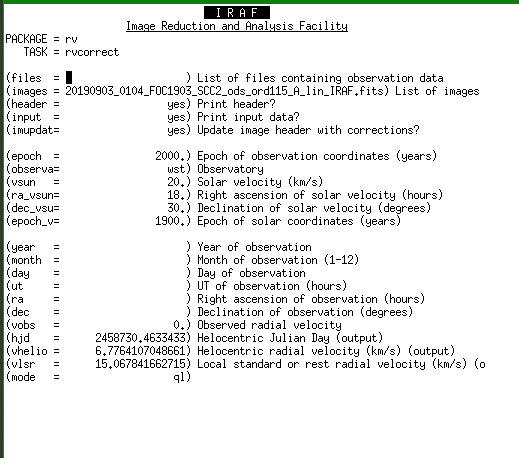 I R A F
Image Reduction and Analysis Facility
PACKAGE = rv
TASK = rvcorrect
(files = ) List of files containing observation data
(images = 20190903_0104_FOC1903_SCC2_ods_ord115_A_lin_IRAF.fits) List of images
(header = yes) Print header?
(input = yes) Print input data?
(imupdat= yes) Update image header with corrections?
(epoch = 2000.) Epoch of observation coordinates (years)
(observa= wst) Observatory
(vsun = 20.) Solar velocity (km/s)
(ra_vsun= 18.) Right ascension of solar velocity (hours)
(dec_vsu= 30.) Declination of solar velocity (degrees)
(epoch_v= 1900.) Epoch of solar coordinates (years)
(year = ) Year of observation
(month = ) Month of observation (1-12)
(day = ) Day of observation
(ut = ) UT of observation (hours)
(ra = ) Right ascension of observation (hours)
(dec = ) Declination of observation (degrees)
(vobs = 0.) Observed radial velocity
(hjd = 2458730.4633433) Helocentric Julian Day (output)
(vhelio = 6.7764107048661) Helocentric radial velocity (km/s) (output)
(vlsr = 15.067841662715) Local standard or rest radial velocity (km/s) (o
(mode = ql)